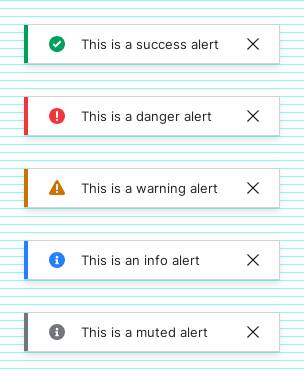 This is a success alert
This is a danger alert
This is a warning alert
This is an info alert
This is a muted alert